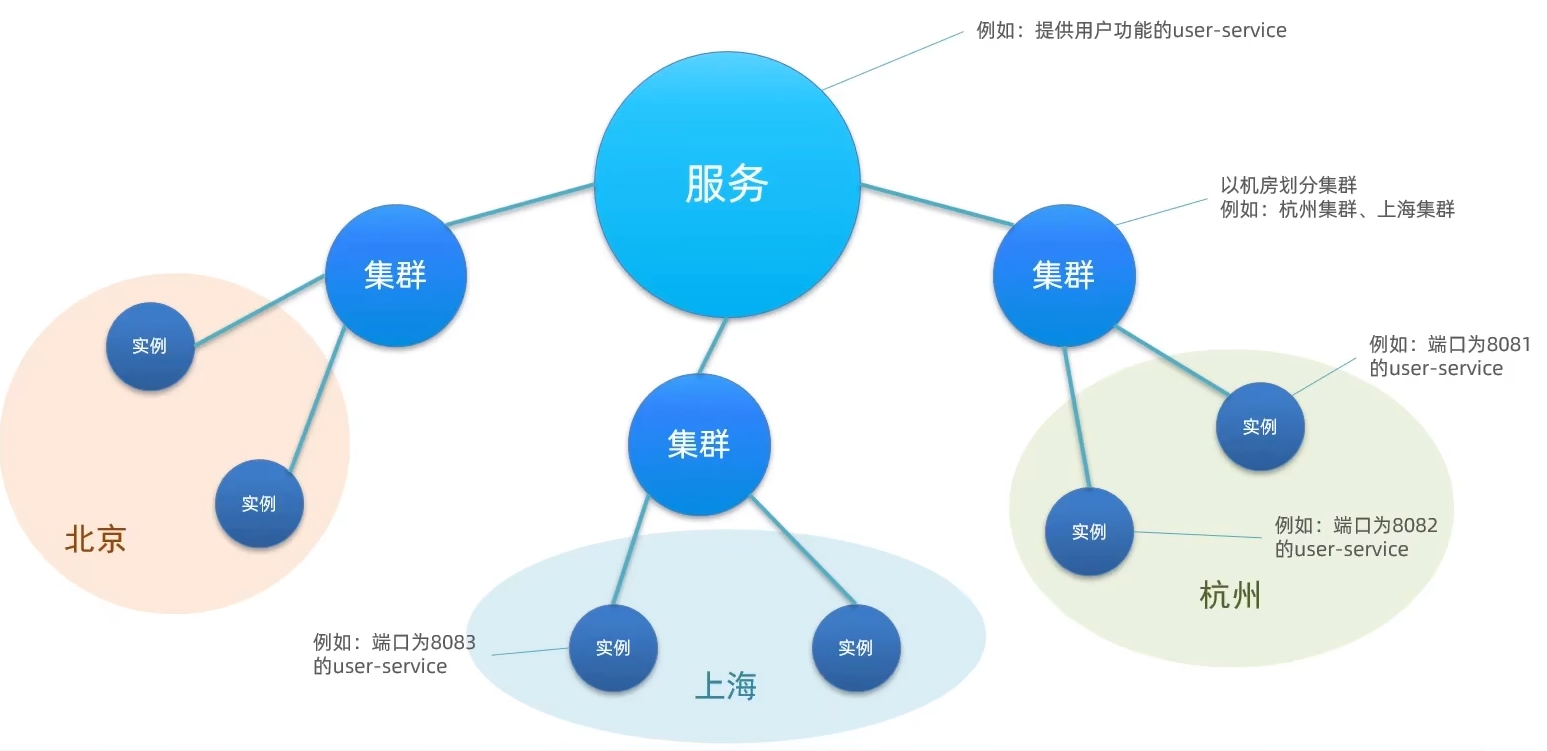 例如：提供用户功能的user-service
服务
以机房划分集群
例如：杭州集群、上海集群
集群
集群
实例
例如：端口为8081
的user-service
实例
集群
实例
北京
实例
例如：端口为8082
的user-service
杭州
例如：端口为8083
的user-service
实例
实例
上海